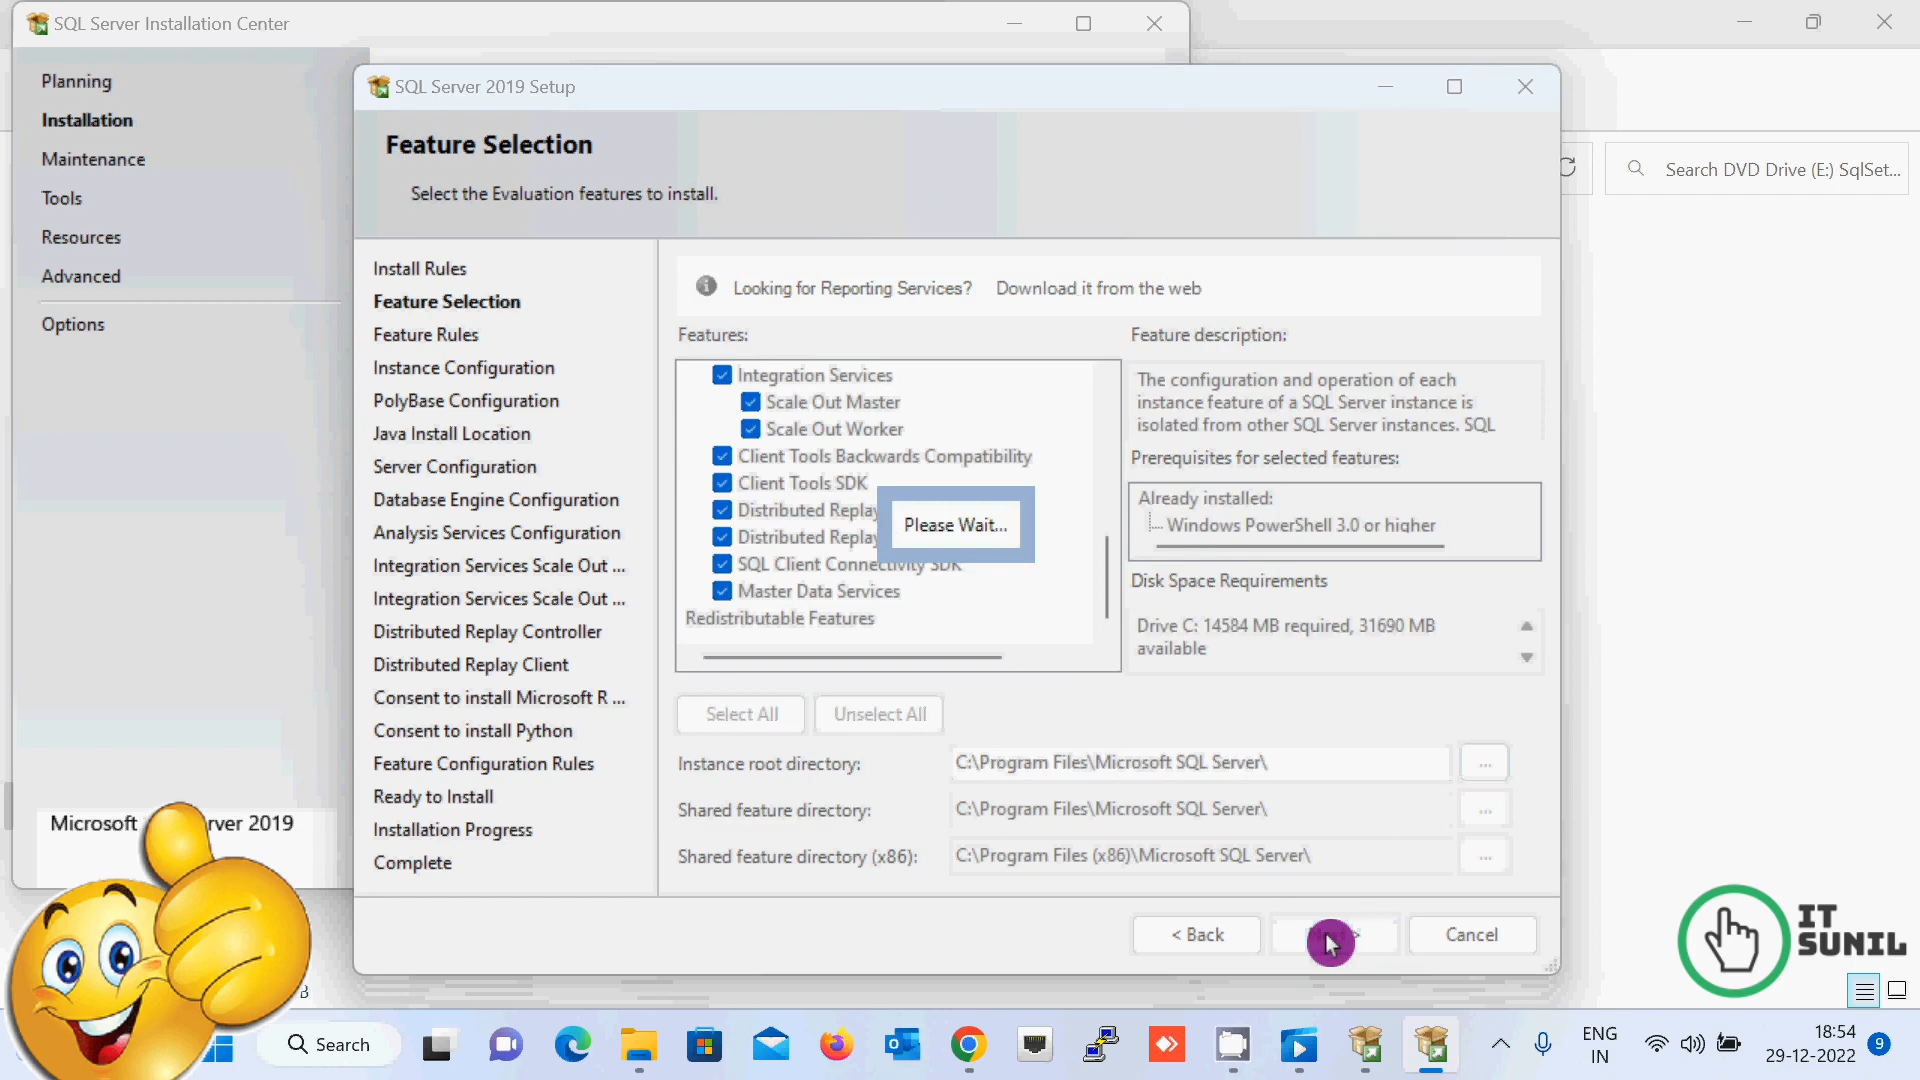 SQL Server Installation Center
Planning
Installation
Maintenance
Tools
Resources
Advanced
Options
Microsoft
rver 2019
SQL Server 2019 Setup
Feature Selection
Select the Evaluation features to install.
Install Rules
Feature Selection
Feature Rules
Instance Configuration
PolyBase Configuration
Java Install Location
Server Configuration
Database Engine Configuration
Analysis Services Configuration
Integration Services Scale Out ...
Integration Services Scale Out ...
Distributed Replay Controller
Distributed Replay Client
Consent to install Microsoft R ...
Consent to install Python
Feature Configuration Rules
Ready to Install
Installation Progress
Complete
Looking for Reporting Services? Download it from the web
Features:
Integration Services
Scale Out Master
Scale Out Worker
Client Tools Backwards Compatibility
Client Tools SDK
Distributed Replay
Distributed Replay
SQL Client Connectivity SDK
Master Data Services
Redistributable Features
Please Wait...
Feature description:
The configuration and operation of each
instance feature of a SQL Server instance is
isolated from other SQL Server instances. SQL
Prerequisites for selected features:
Already installed:
Windows PowerShell 3.0 or higher
Disk Space Requirements
Drive C: 14584 MB required, 31690 MB
available
Select All
Unselect All
Instance root directory: C:\Program Files\Microsoft SQL Server\ ...
Shared feature directory: C:\Program Files\Microsoft SQL Server\ ...
Shared feature directory (x86): C:\Program Files (x86)\Microsoft SQL Server\ ...
< Back
Cancel
Search DVD Drive (E:) SqlSet...
IT
SUNIL
B
Search
ENG
IN
18:54
29-12-2022
9